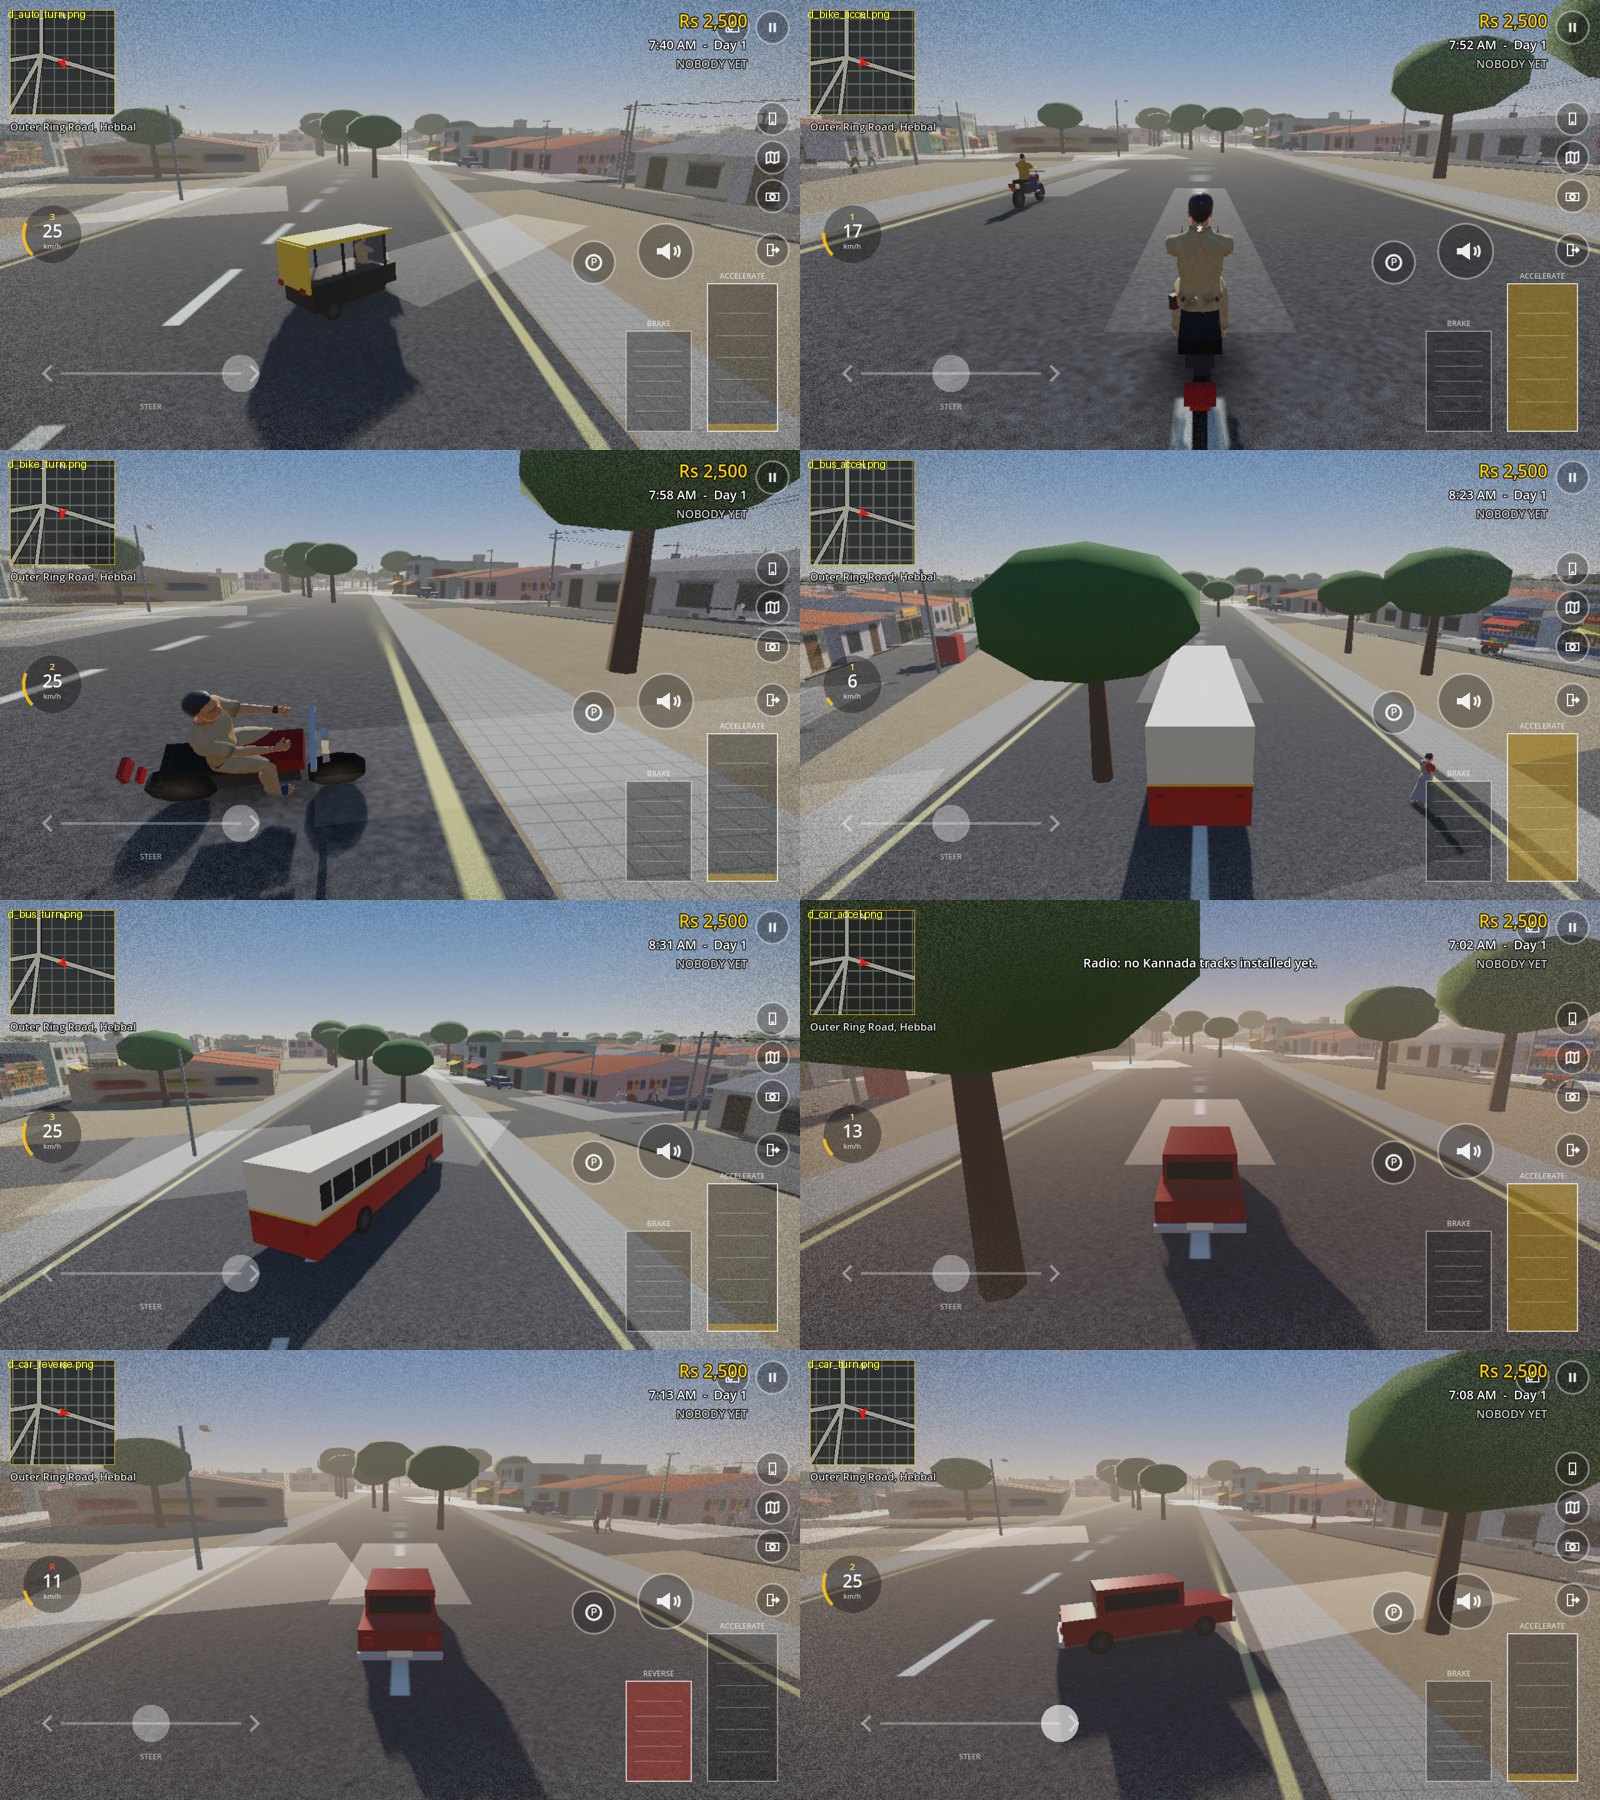 d_auto_turn.png
Rs 2,500
7:40 AM - Day 1
NOBODY YET
Outer Ring Road, Hebbal
3
25
km/h
P
ACCELERATE
BRAKE
STEER
d_bike_accel.png
Rs 2,500
7:52 AM - Day 1
NOBODY YET
Outer Ring Road, Hebbal
1
17
km/h
P
ACCELERATE
BRAKE
STEER
d_bike_turn.png
Rs 2,500
7:58 AM - Day 1
NOBODY YET
Outer Ring Road, Hebbal
2
25
km/h
P
ACCELERATE
BRAKE
STEER
d_bus_accel.png
Rs 2,500
8:23 AM - Day 1
NOBODY YET
Outer Ring Road, Hebbal
1
6
km/h
P
ACCELERATE
BRAKE
STEER
d_bus_turn.png
Rs 2,500
8:31 AM - Day 1
NOBODY YET
Outer Ring Road, Hebbal
3
25
km/h
P
ACCELERATE
BRAKE
STEER
d_car_accel.png
Rs 2,500
7:02 AM - Day 1
NOBODY YET
Radio: no Kannada tracks installed yet.
Outer Ring Road, Hebbal
1
13
km/h
P
ACCELERATE
BRAKE
STEER
d_car_reverse.png
Rs 2,500
7:13 AM - Day 1
NOBODY YET
Outer Ring Road, Hebbal
R
11
km/h
P
ACCELERATE
REVERSE
STEER
d_car_turn.png
Rs 2,500
7:08 AM - Day 1
NOBODY YET
Outer Ring Road, Hebbal
2
25
km/h
P
ACCELERATE
BRAKE
STEER